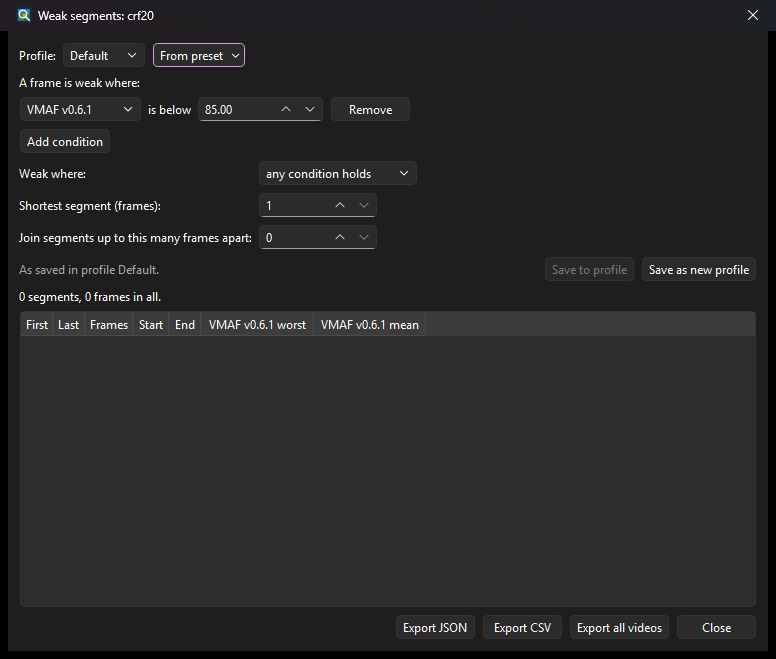 Weak segments: crf20
Profile: Default From preset
A frame is weak where:
VMAF v0.6.1 is below 85.00 Remove
Add condition
Weak where: any condition holds
Shortest segment (frames): 1
Join segments up to this many frames apart: 0
As saved in profile Default. Save to profile Save as new profile
0 segments, 0 frames in all.
First Last Frames Start End VMAF v0.6.1 worst VMAF v0.6.1 mean
Export JSON Export CSV Export all videos Close